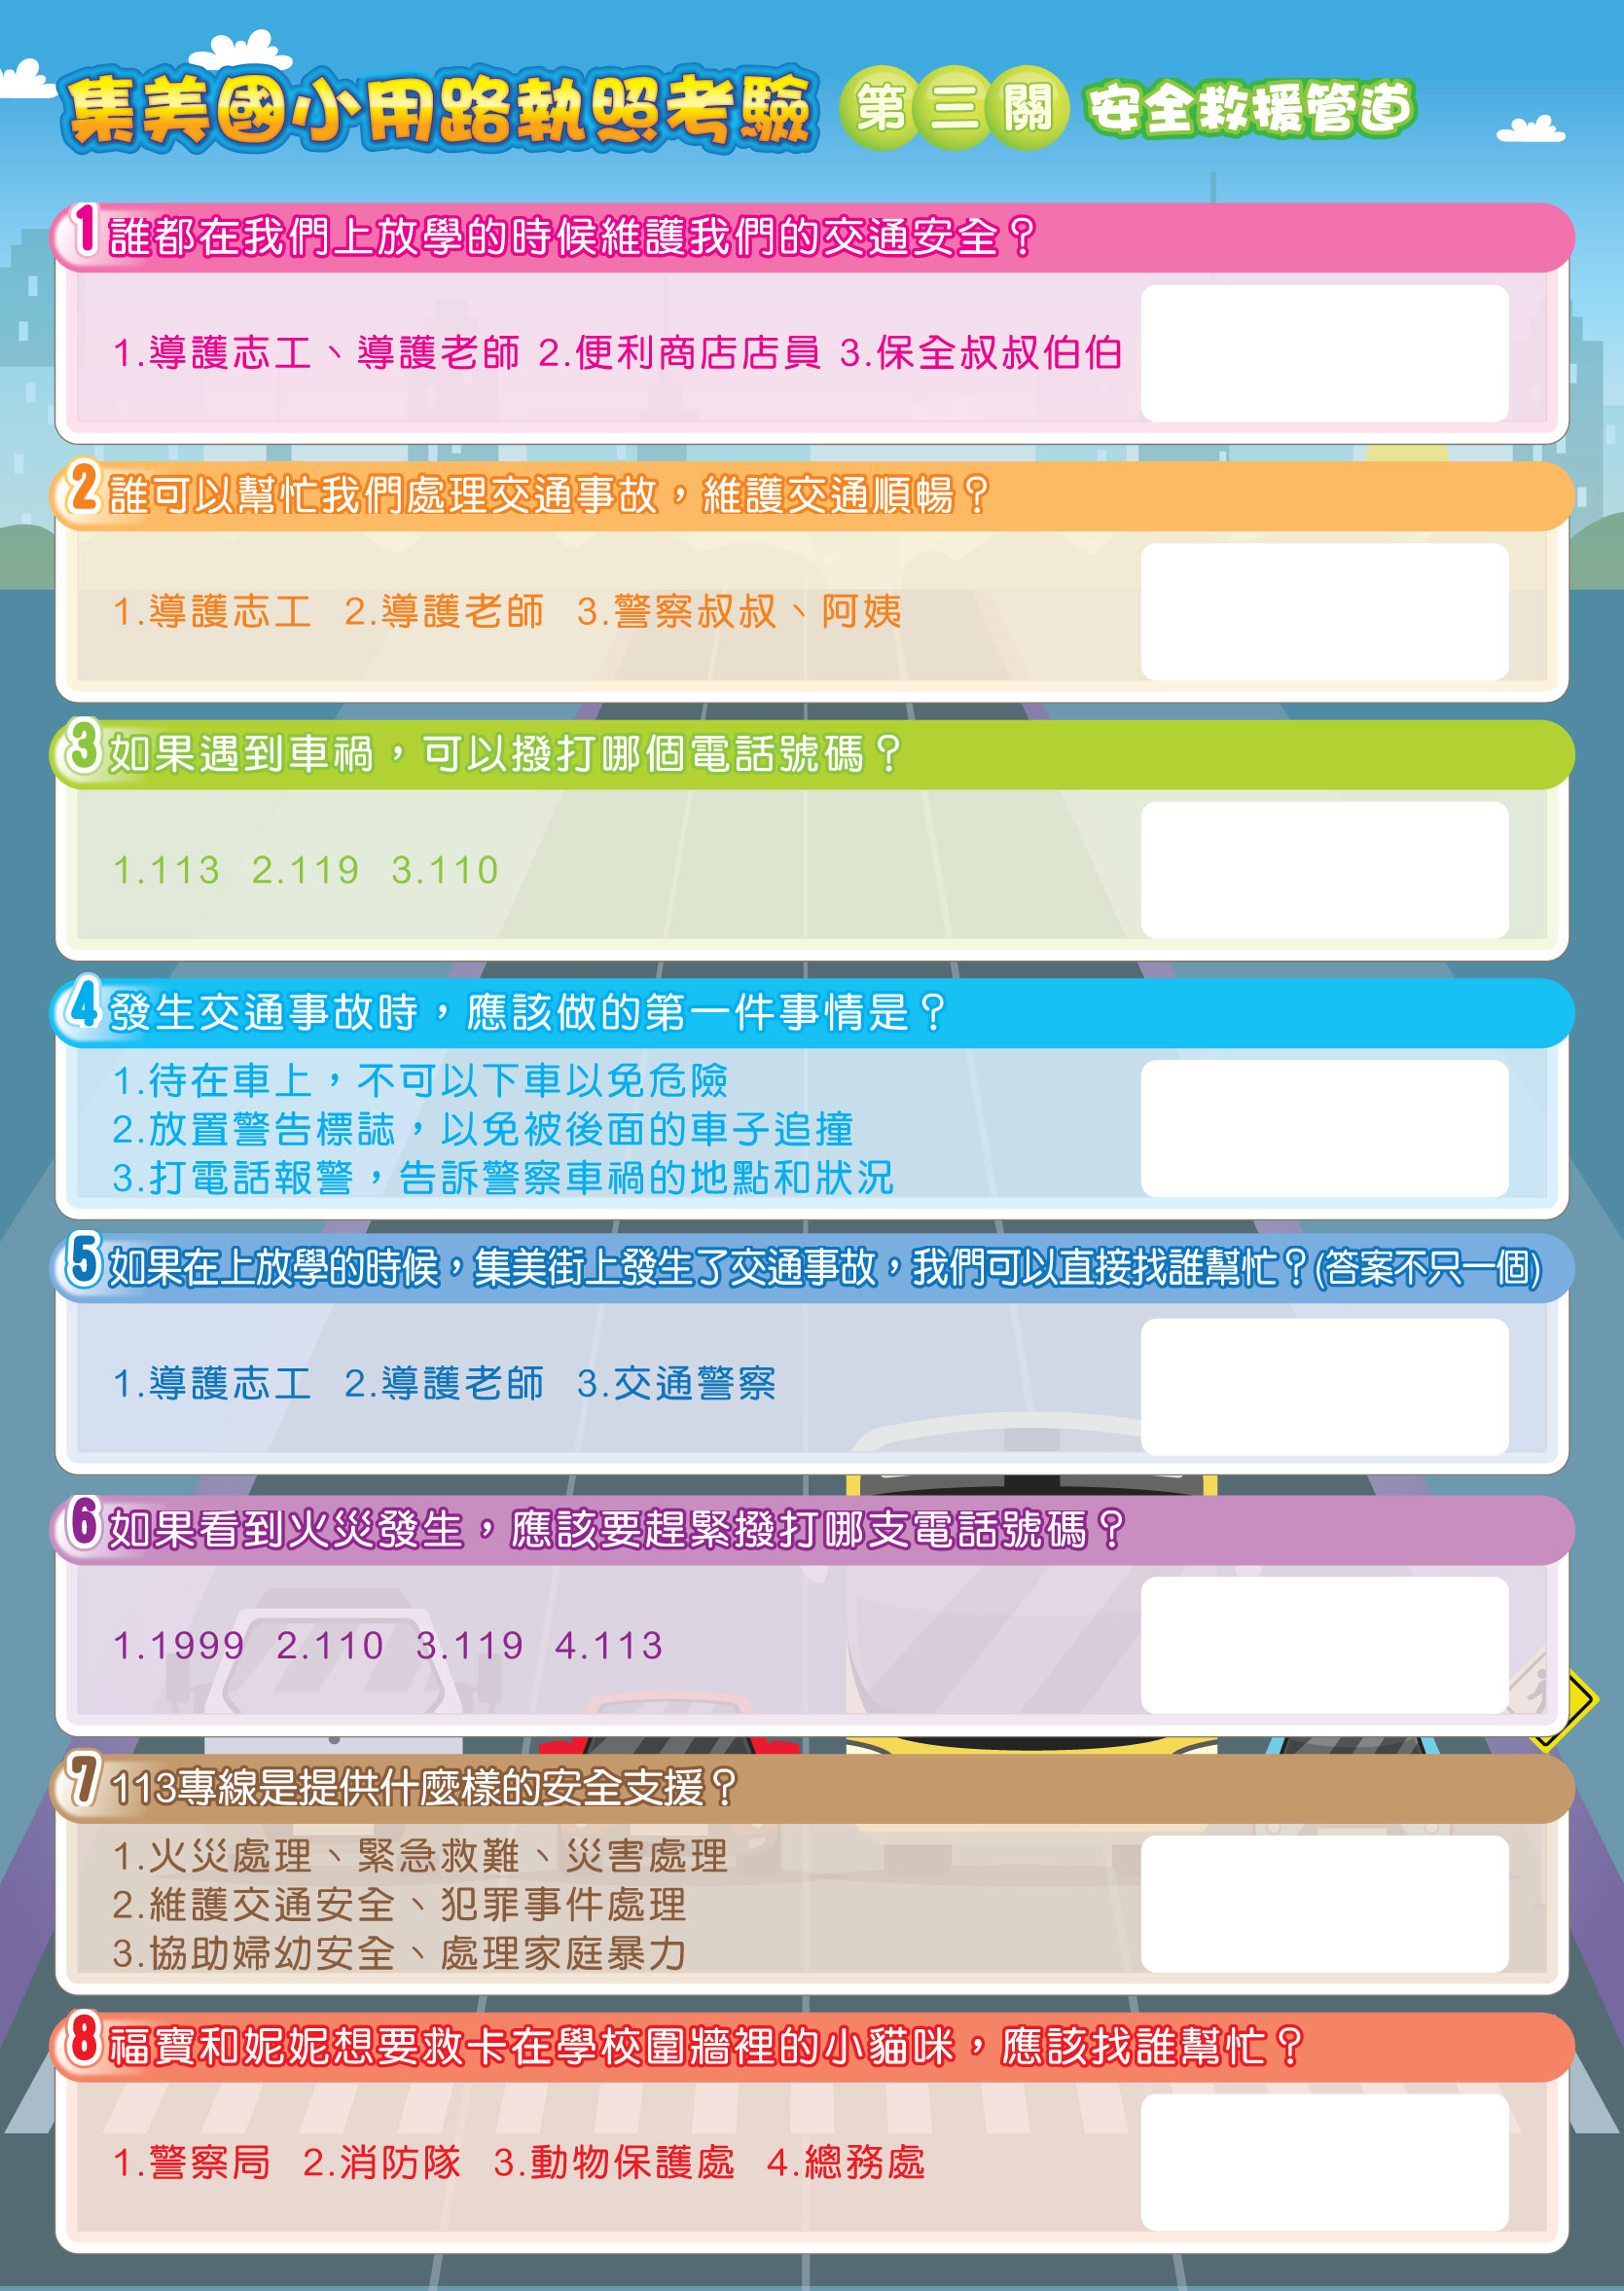 集美國小用路執照考驗 第三關 安全救援管道
1 誰都在我們上放學的時候維護我們的交通安全？
1.導護志工、導護老師 2.便利商店店員 3.保全叔叔伯伯
2 誰可以幫忙我們處理交通事故，維護交通順暢？
1.導護志工 2.導護老師 3.警察叔叔、阿姨
3 如果遇到車禍，可以撥打哪個電話號碼？
1.113 2.119 3.110
4 發生交通事故時，應該做的第一件事情是？
1.待在車上，不可以下車以免危險
2.放置警告標誌，以免被後面的車子追撞
3.打電話報警，告訴警察車禍的地點和狀況
5 如果在上放學的時候，集美街上發生了交通事故，我們可以直接找誰幫忙？(答案不只一個)
1.導護志工 2.導護老師 3.交通警察
6 如果看到火災發生，應該要趕緊撥打哪支電話號碼？
1.1999 2.110 3.119 4.113
7 113專線是提供什麼樣的安全支援？
1.火災處理、緊急救難、災害處理
2.維護交通安全、犯罪事件處理
3.協助婦幼安全、處理家庭暴力
8 福寶和妮妮想要救卡在學校圍牆裡的小貓咪，應該找誰幫忙？
1.警察局 2.消防隊 3.動物保護處 4.總務處